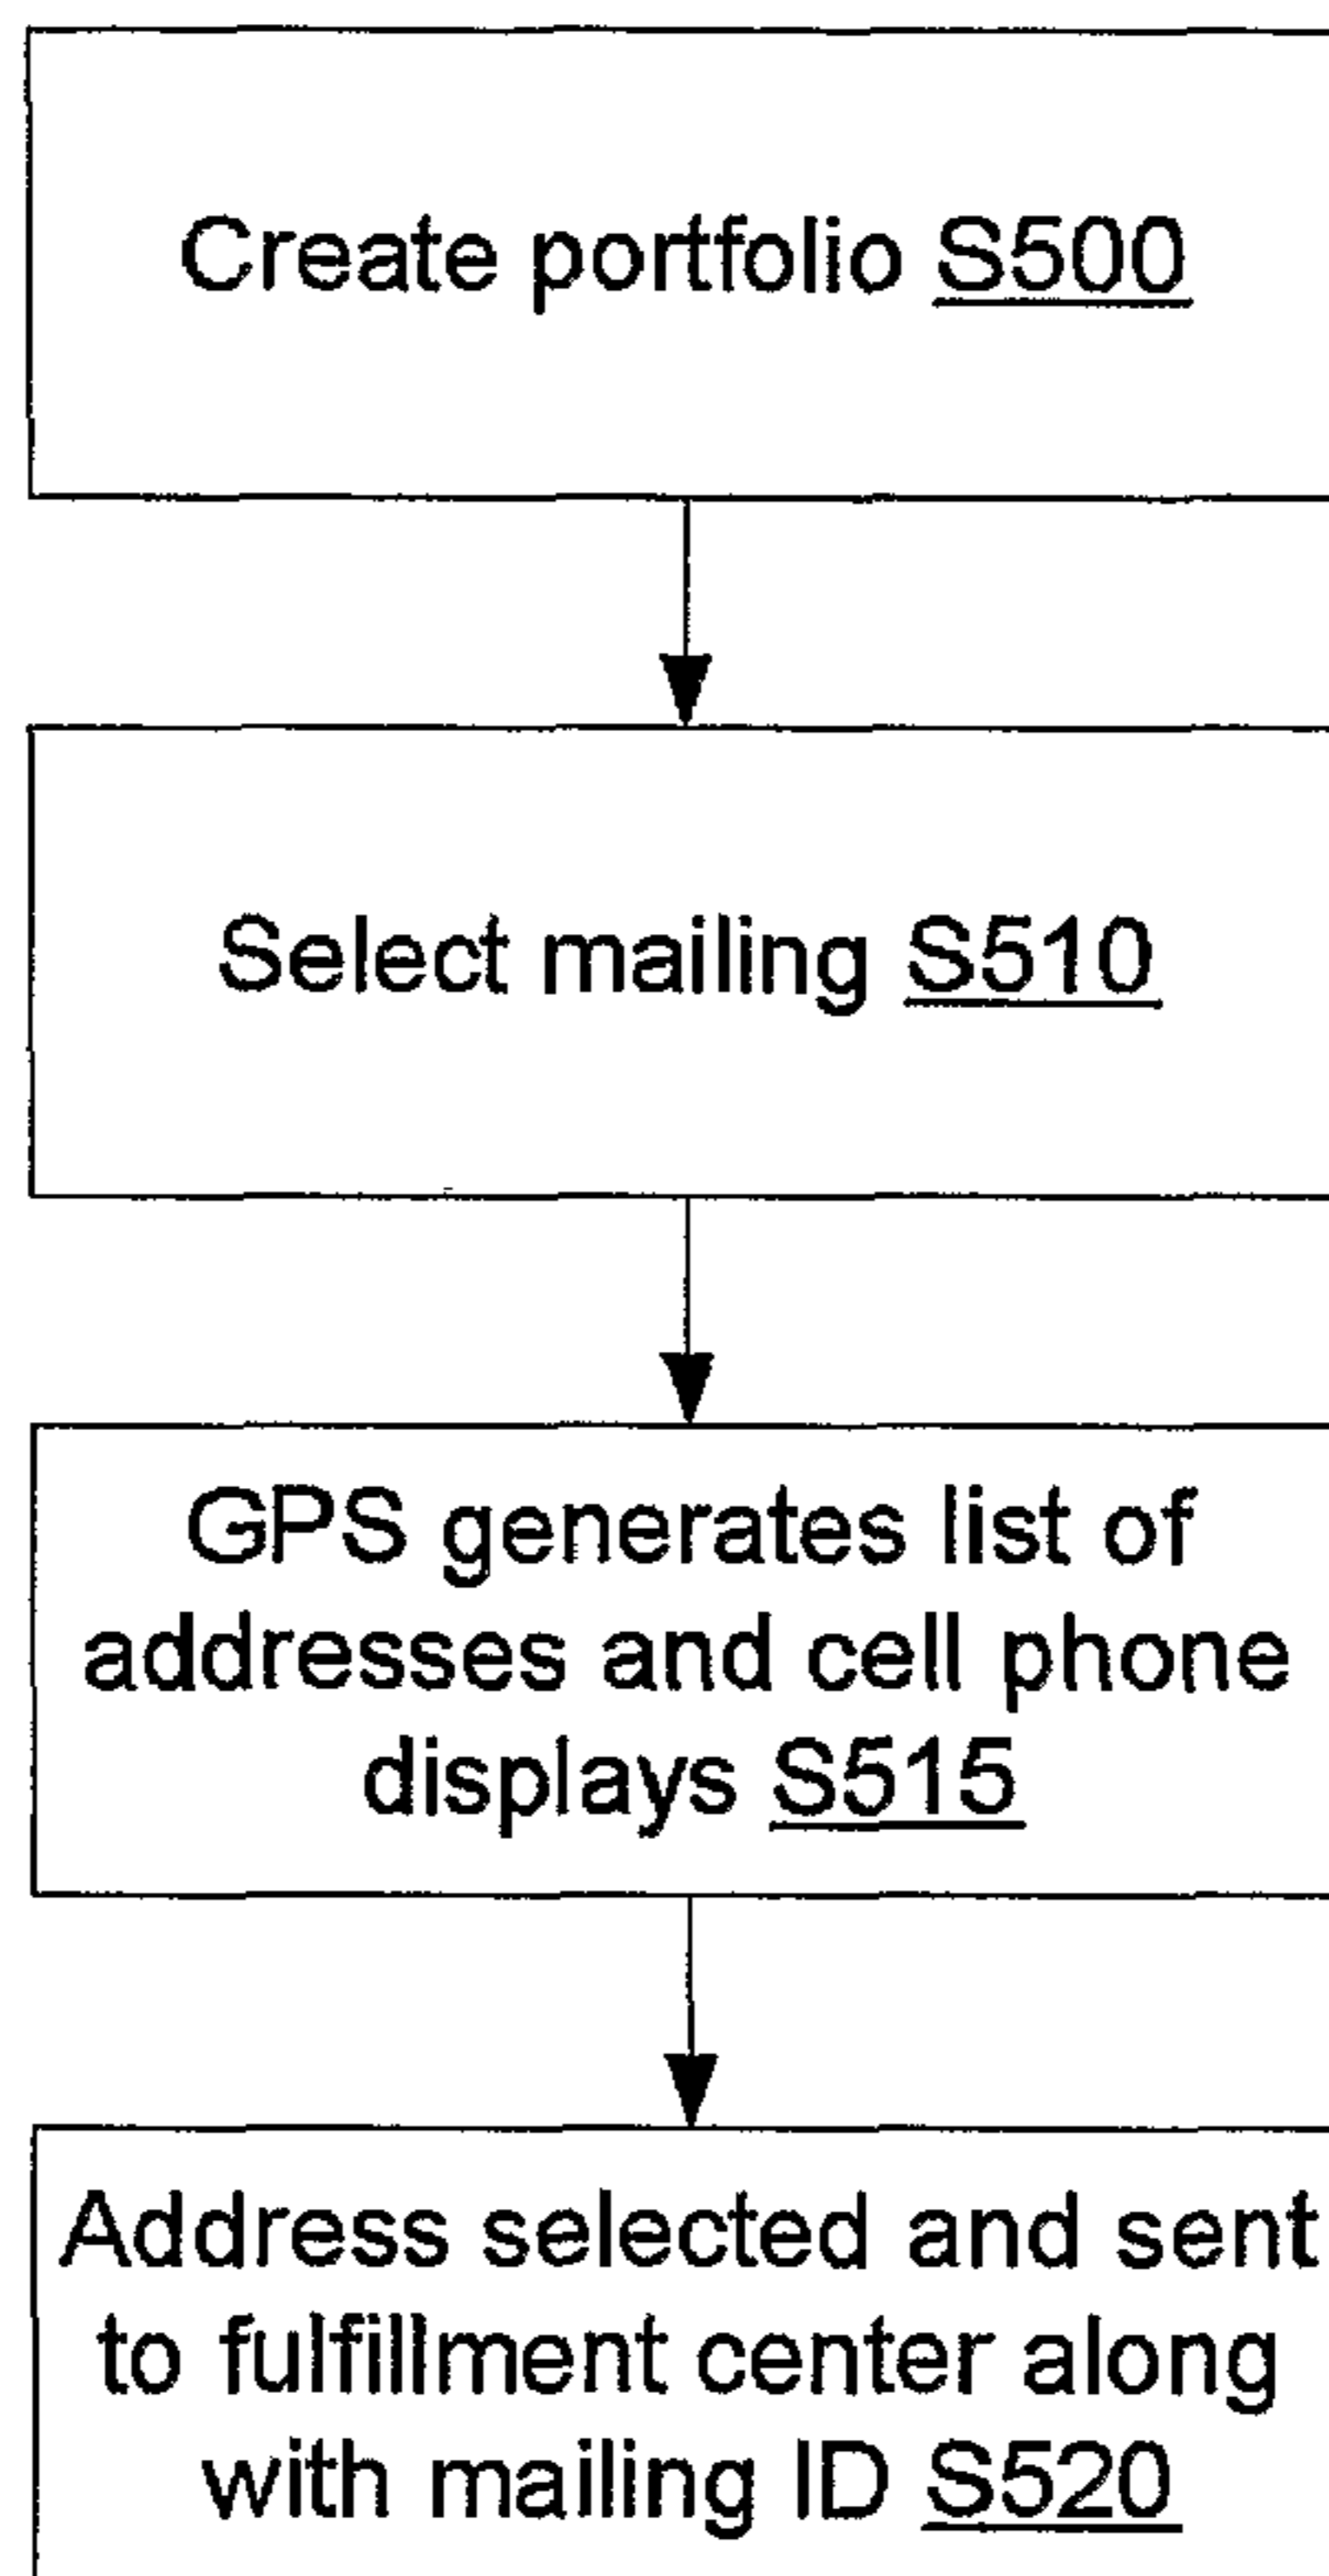 Create portfolio S500
Select mailing S510
GPS generates list of
addresses and cell phone
displays S515
Address selected and sent
to fulfillment center along
with mailing ID S520